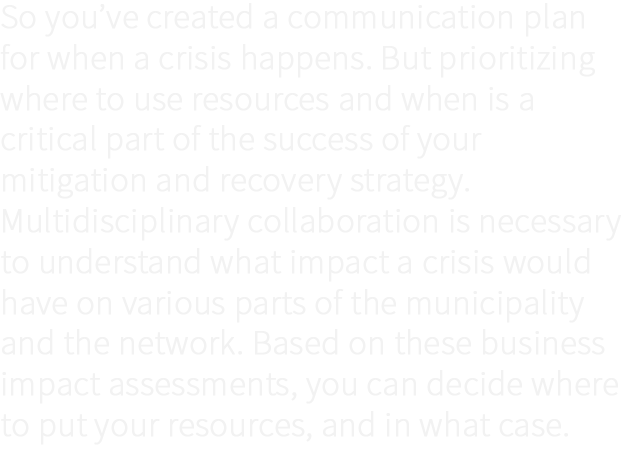 So you’ve created a communication plan
for when a crisis happens. But prioritizing
where to use resources and when is a
critical part of the success of your
mitigation and recovery strategy.
Multidisciplinary collaboration is necessary
to understand what impact a crisis would
have on various parts of the municipality
and the network. Based on these business
impact assessments, you can decide where
to put your resources, and in what case.